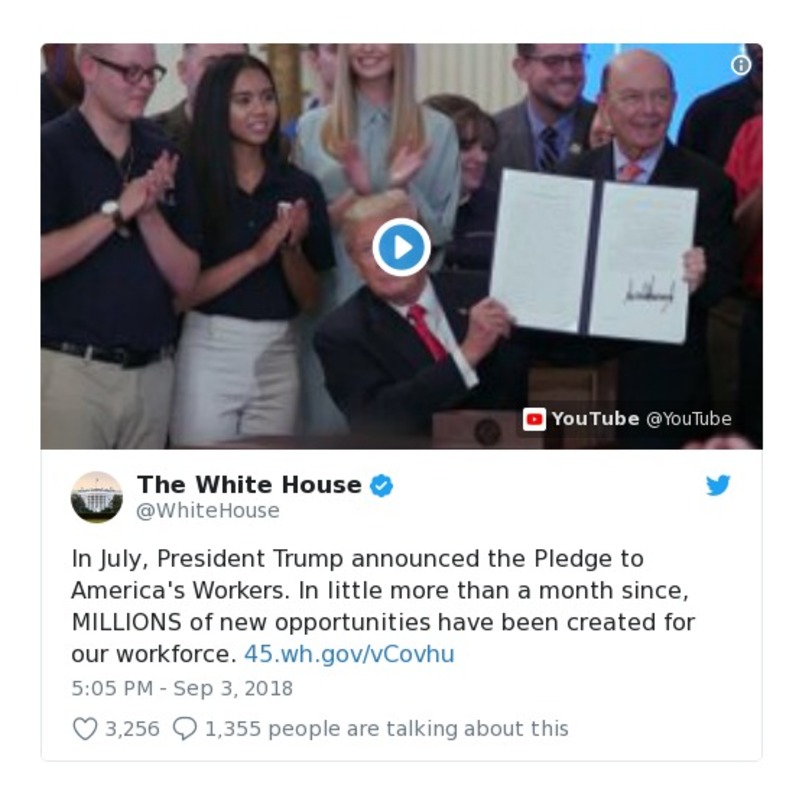 YouTube @YouTube
The White House
@WhiteHouse
In July, President Trump announced the Pledge to
America's Workers. In little more than a month since,
MILLIONS of new opportunities have been created for
our workforce. 45.wh.gov/vCovhu
5:05 PM - Sep 3, 2018
3,256 1,355 people are talking about this